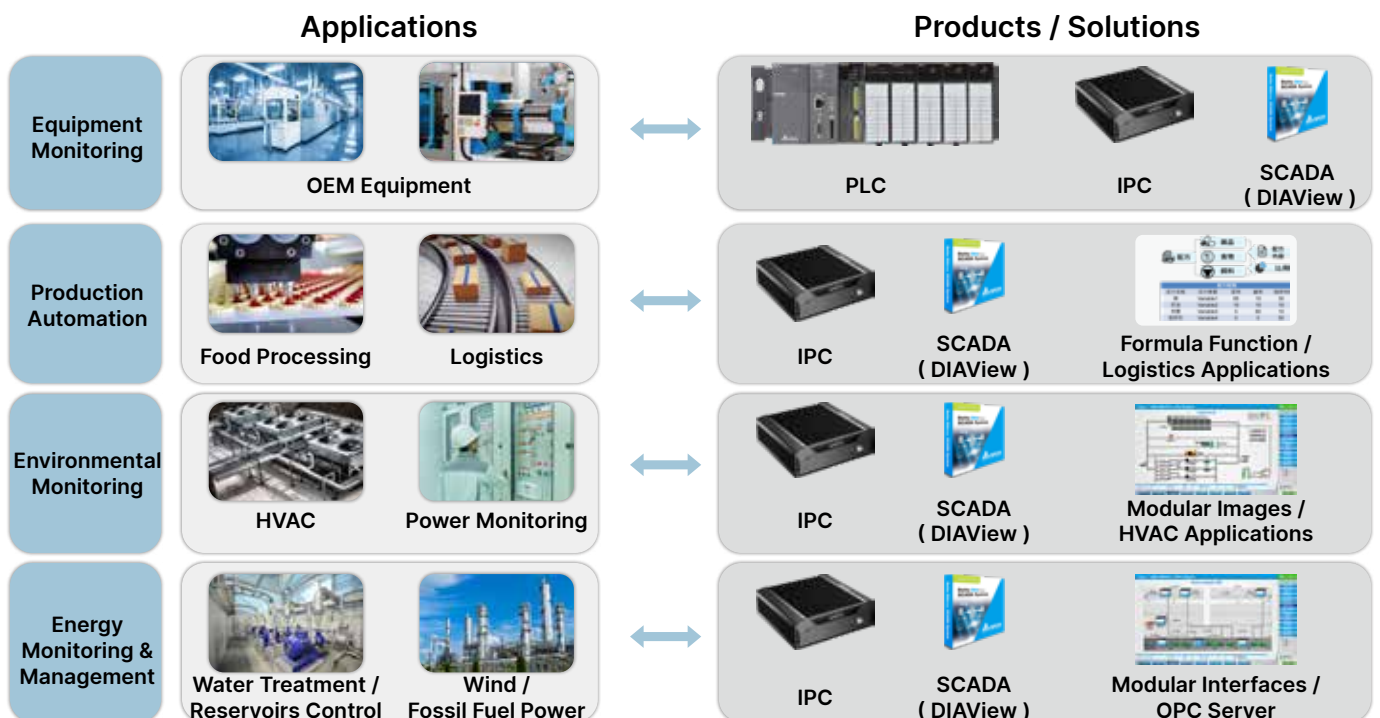 Applications
Products / Solutions
Equipment
Monitoring
OEM Equipment
PLC
IPC
SCADA
( DIAView )
Production
Automation
Food Processing
Logistics
IPC
SCADA
( DIAView )
Formula Function /
Logistics Applications
Environmental
Monitoring
HVAC
Power Monitoring
IPC
SCADA
( DIAView )
Modular Images /
HVAC Applications
Energy
Monitoring &
Management
Water Treatment /
Reservoirs Control
Wind /
Fossil Fuel Power
IPC
SCADA
( DIAView )
Modular Interfaces /
OPC Server